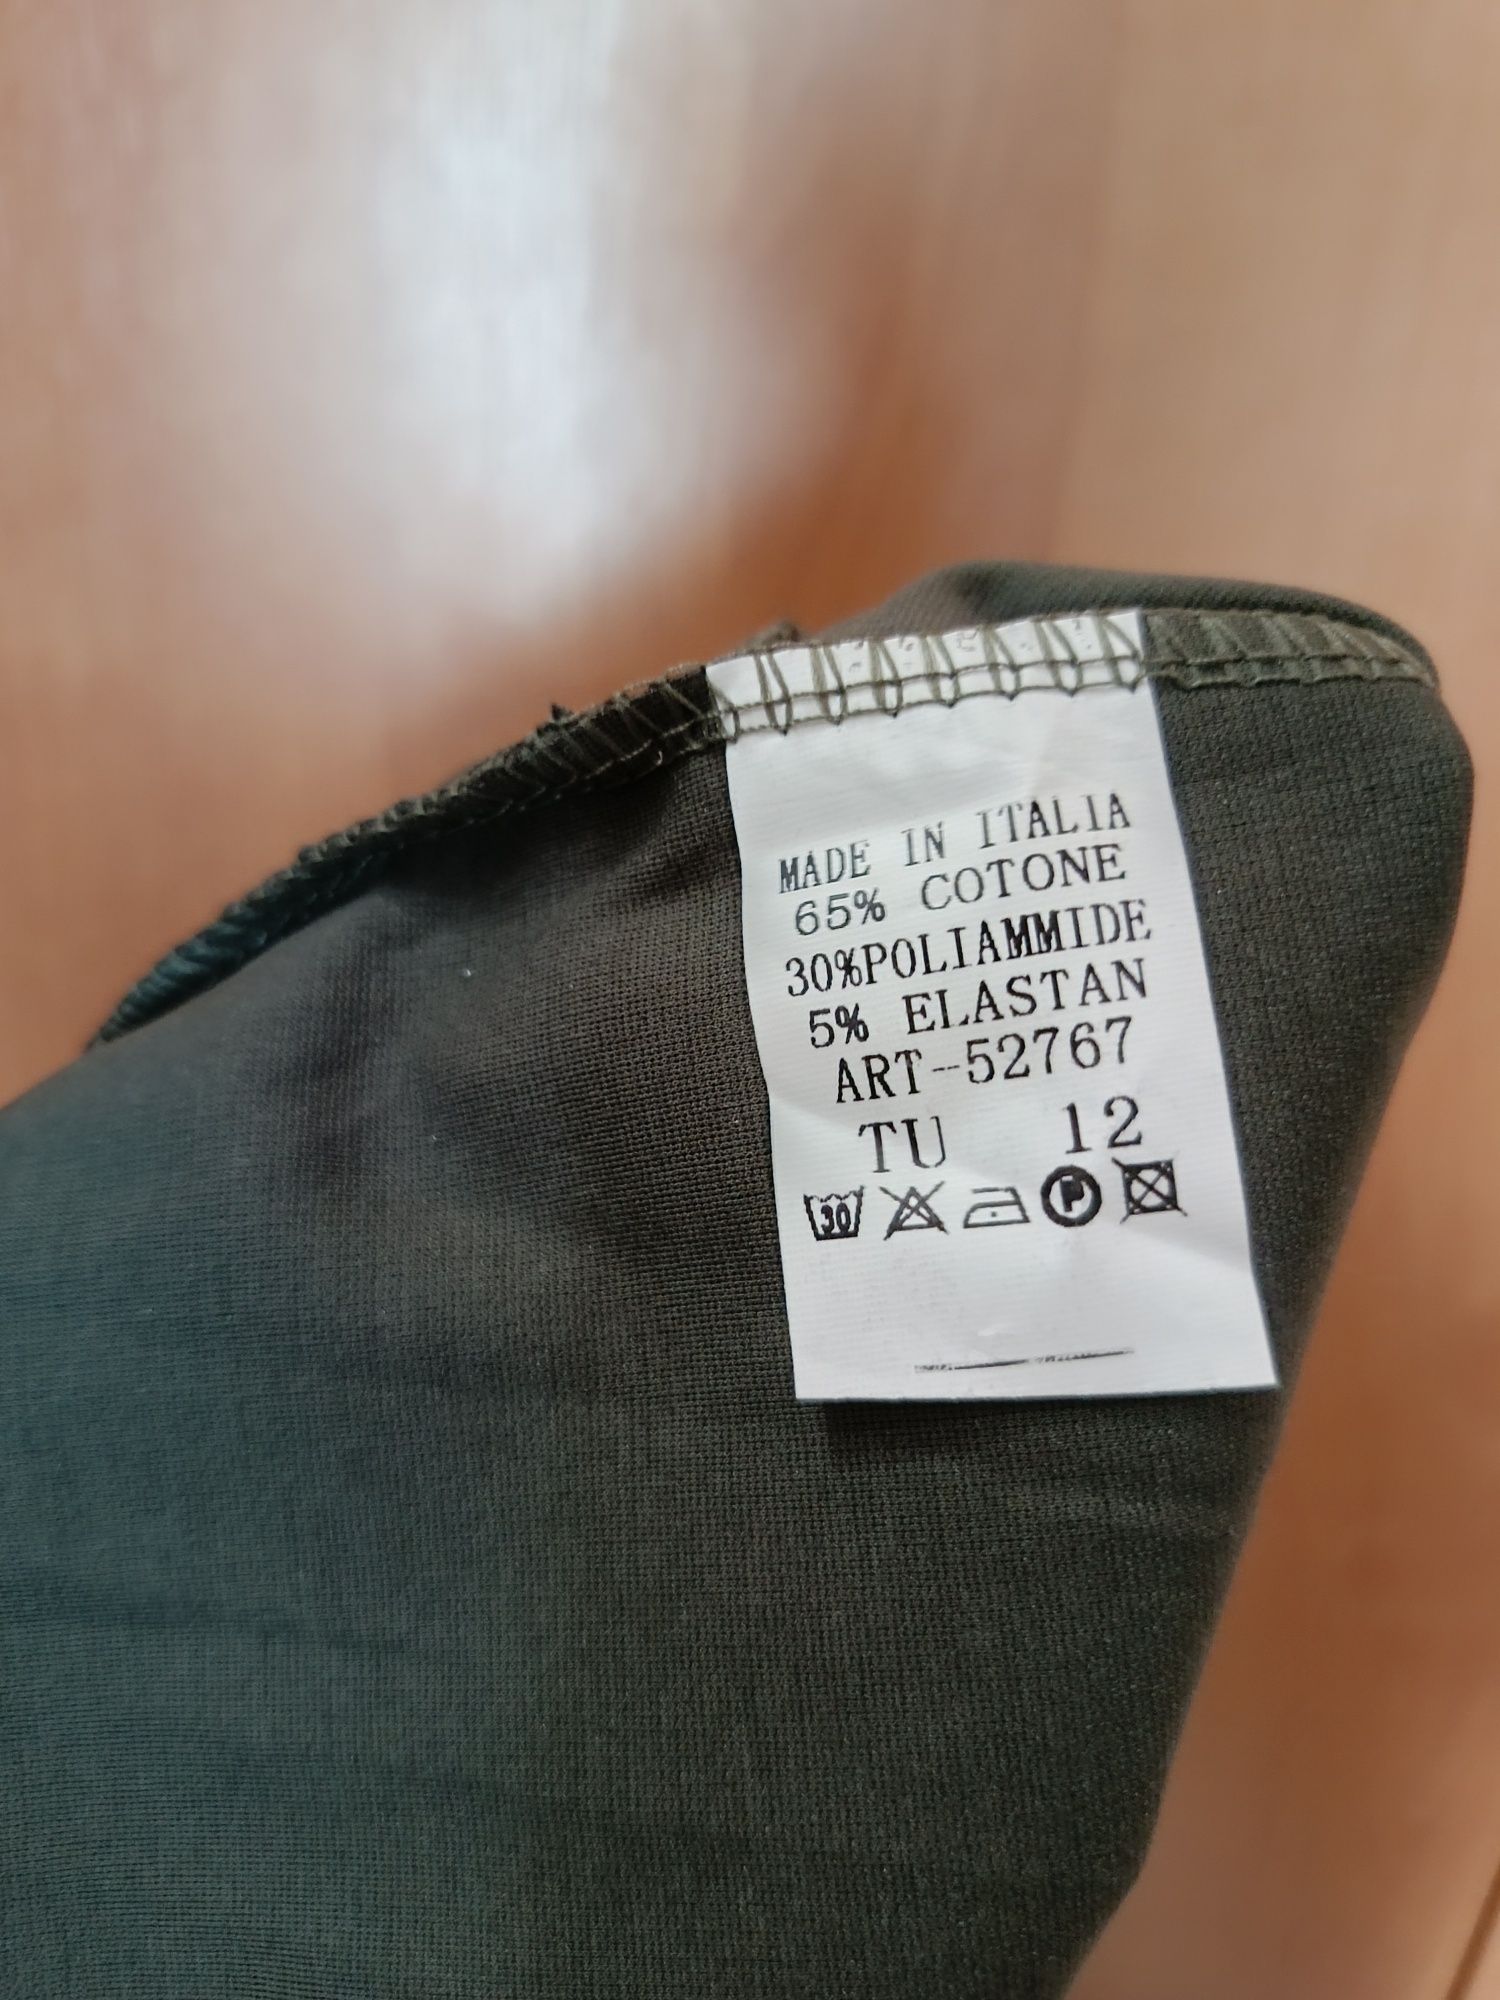 MADE IN ITALIA
65% COTONE
30%POLIAMMIDE
5% ELASTAN
ART-52767
TU 12
30 P